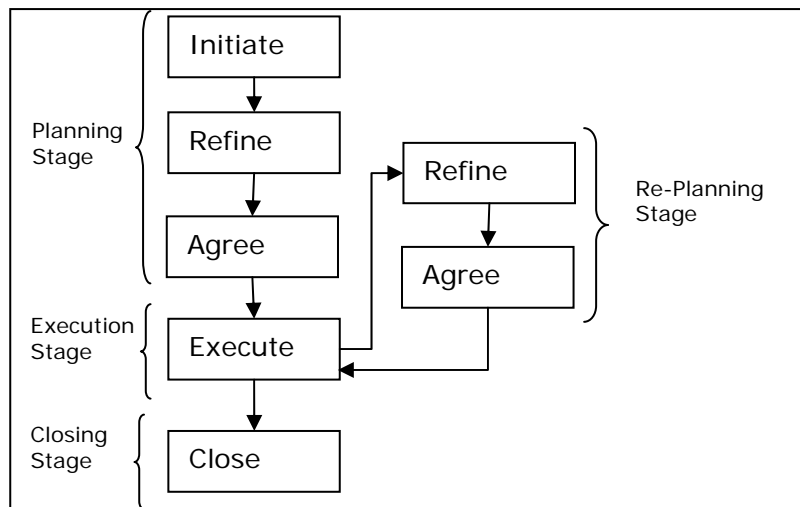 Initiate
Planning
Stage
Refine
Agree
Refine
Agree
Re-Planning
Stage
Execution
Stage
Execute
Closing
Stage
Close